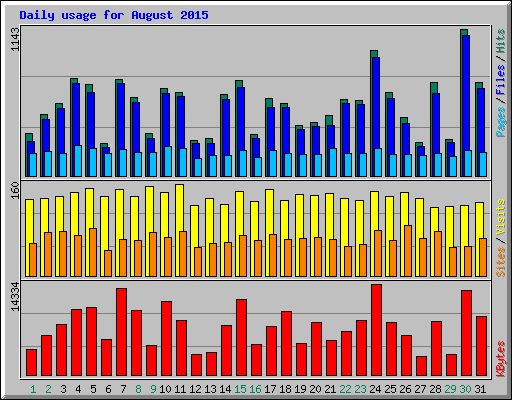 Daily usage for August 2015
1143
Pages / Files / Hits
160
Sites / Visits
14334
KBytes
1 2 3 4 5 6 7 8 9 10 11 12 13 14 15 16 17 18 19 20 21 22 23 24 25 26 27 28 29 30 31